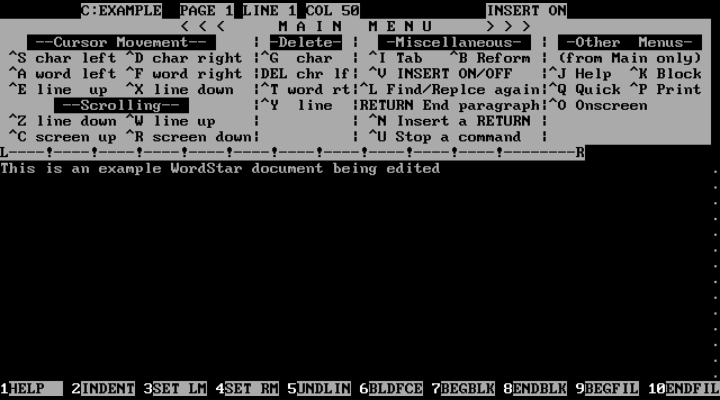 C:EXAMPLE PAGE 1 LINE 1 COL 50 INSERT ON
< < < M A I N M E N U > > >
--Cursor Movement-- ¦ -Delete- ¦ -Miscellaneous- ¦ -Other Menus-
^S char left ^D char right ¦^G char ¦ ^I Tab ^B Reform ¦ (from Main only)
^A word left ^F word right ¦DEL chr lf¦ ^V INSERT ON/OFF ¦^J Help ^K Block
^E line up ^X line down ¦^T word rt¦^L Find/Replce again¦^Q Quick ^P Print
--Scrolling-- ¦^Y line ¦RETURN End paragraph¦^O Onscreen
^Z line down ^W line up ¦ ¦ ^N Insert a RETURN ¦
^C screen up ^R screen down¦ ¦ ^U Stop a command ¦
L----!----!----!----!----!----!----!----!----!----!----!--------R
This is an example WordStar document being edited
1HELP 2INDENT 3SET LM 4SET RM 5UNDLIN 6BLDFCE 7BEGBLK 8ENDBLK 9BEGFIL 10ENDFIL